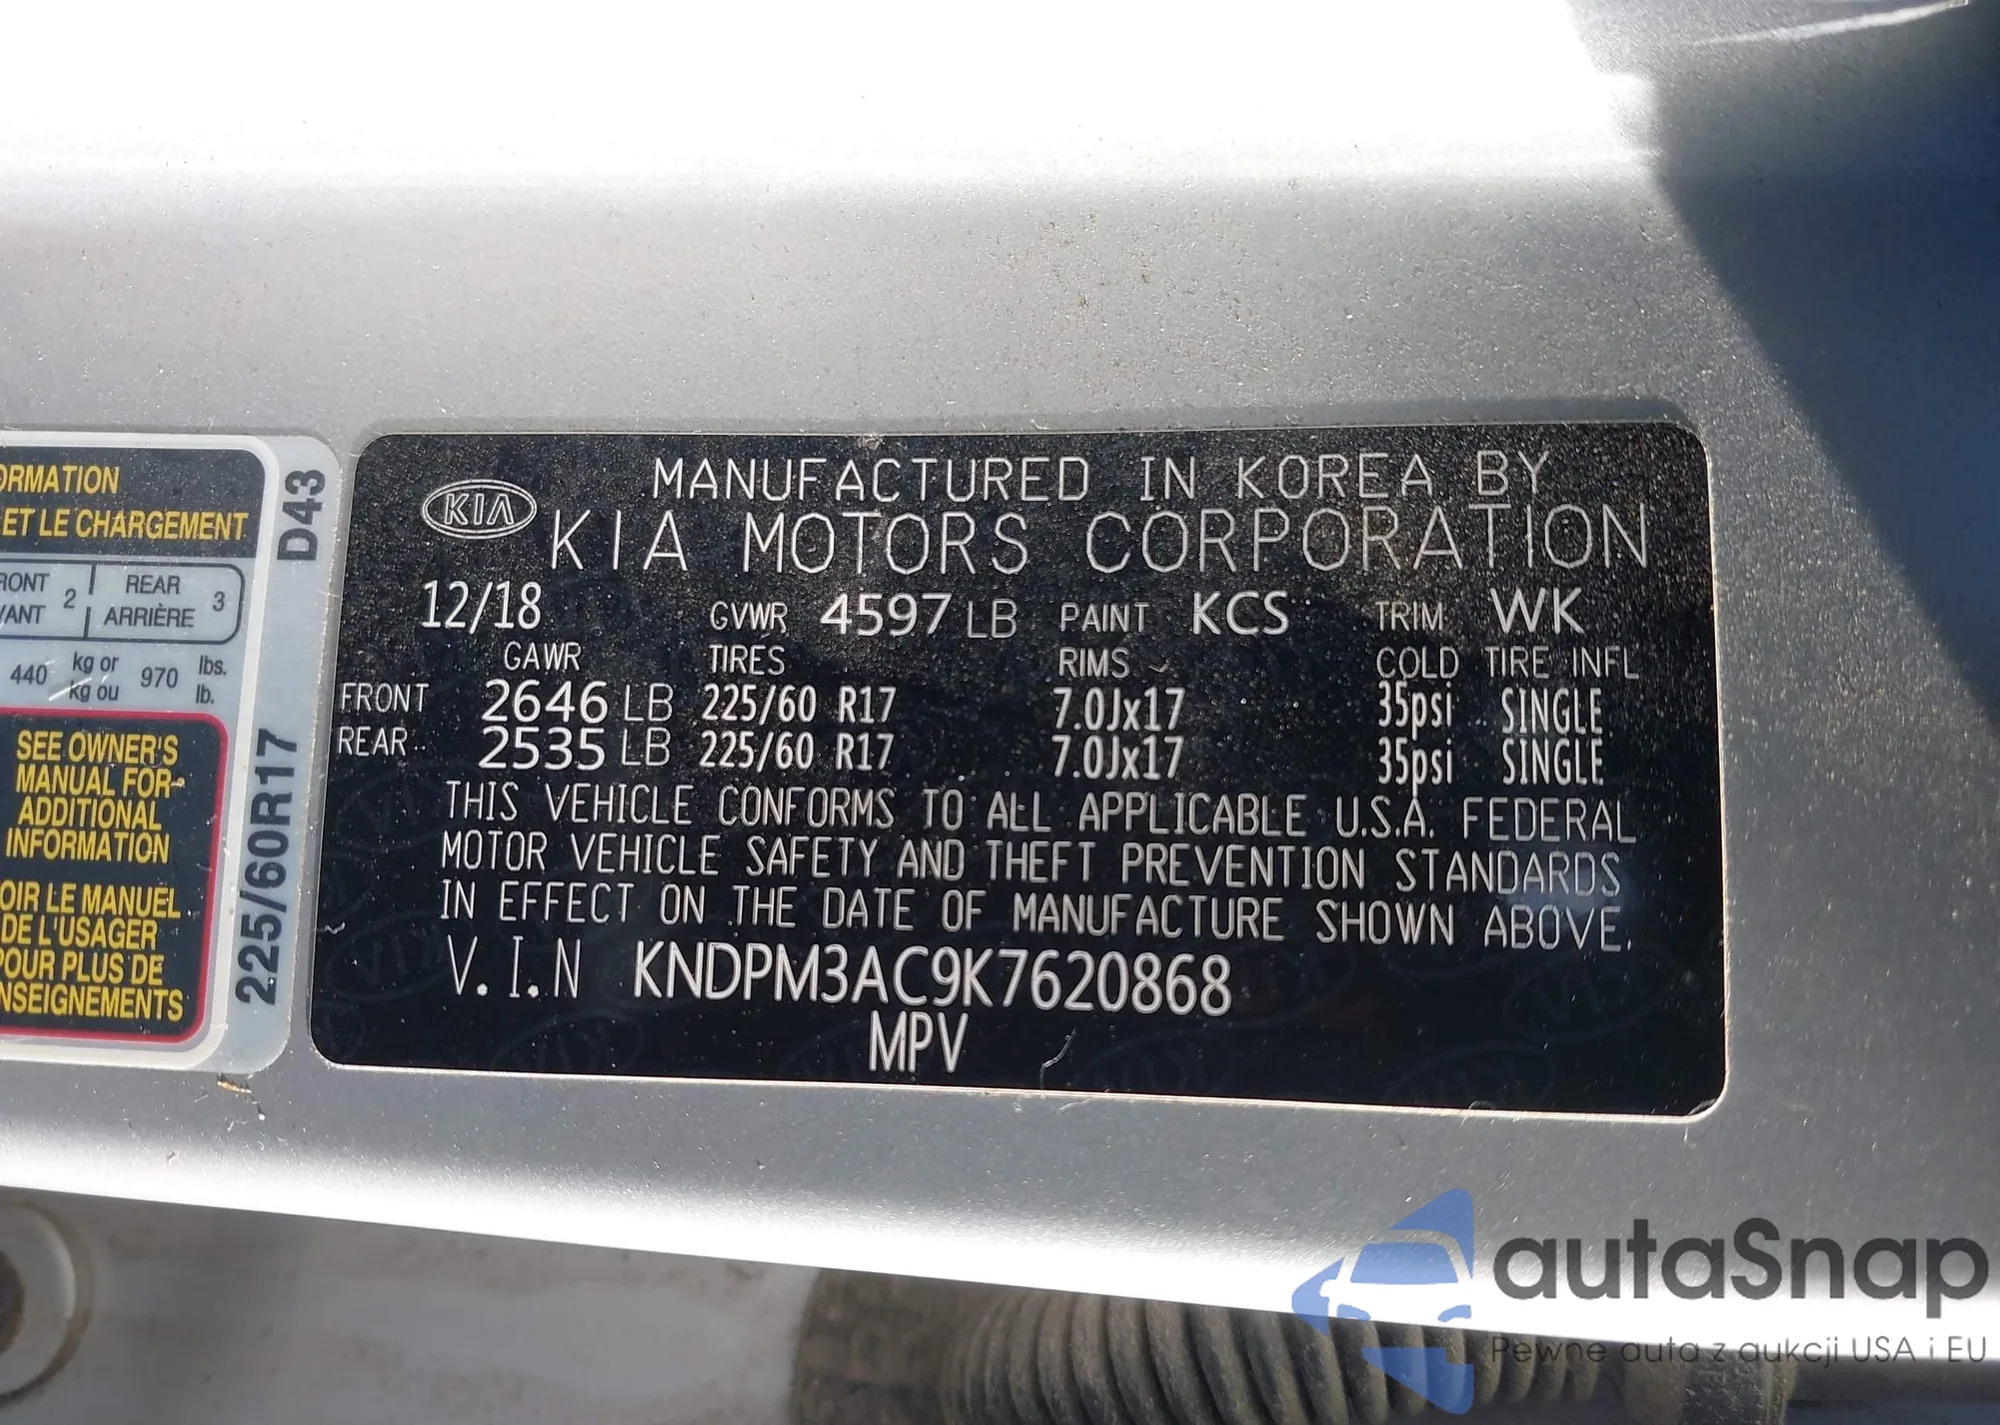 ORMATION
ET LE CHARGEMENT
RONT
VANT
2
REAR
ARRIÈRE
3
440
kg or
kg ou
970
lbs.
lb.
SEE OWNER'S
MANUAL FOR
ADDITIONAL
INFORMATION
OIR LE MANUEL
DE L'USAGER
POUR PLUS DE
NSEIGNEMENTS
225/60R17 D43
KIA
MANUFACTURED IN KOREA BY
KIA MOTORS CORPORATION
12/18 GVWR 4597 LB PAINT KCS TRIM WK
GAWR TIRES RIMS COLD TIRE INFL
FRONT 2646 LB 225/60 R17 7.0Jx17 35psi SINGLE
REAR 2535 LB 225/60 R17 7.0Jx17 35psi SINGLE
THIS VEHICLE CONFORMS TO ALL APPLICABLE U.S.A. FEDERAL
MOTOR VEHICLE SAFETY AND THEFT PREVENTION STANDARDS
IN EFFECT ON THE DATE OF MANUFACTURE SHOWN ABOVE.
V.I.N KNDPM3AC9K7620868
MPV
autaSnap
Pewne auta z aukcji USA i EU